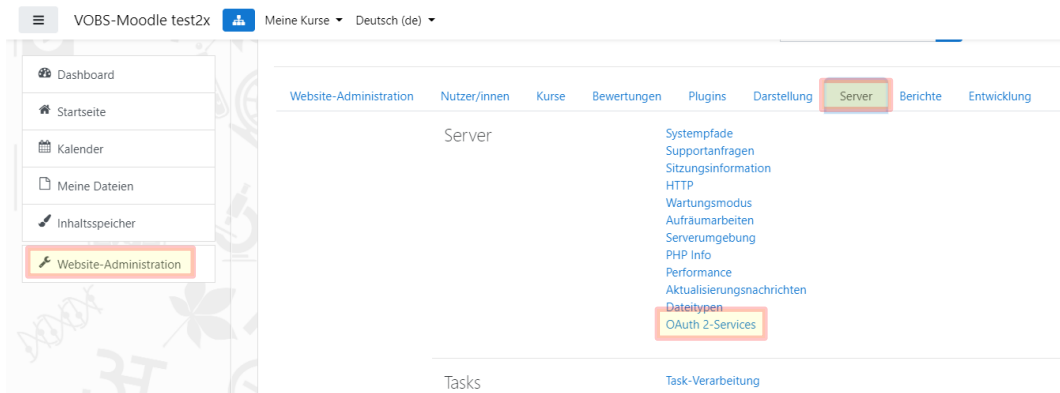 VOBS-Moodle test2x Meine Kurse Deutsch (de)
Dashboard
Startseite
Kalender
Meine Dateien
Inhaltsspeicher
Website-Administration
Website-Administration Nutzer/innen Kurse Bewertungen Plugins Darstellung Server Berichte Entwicklung
Server
Systempfade
Supportanfragen
Sitzungsinformation
HTTP
Wartungsmodus
Aufräumarbeiten
Serverumgebung
PHP Info
Performance
Aktualisierungsnachrichten
Dateitypen
OAuth 2-Services
Tasks
Task-Verarbeitung